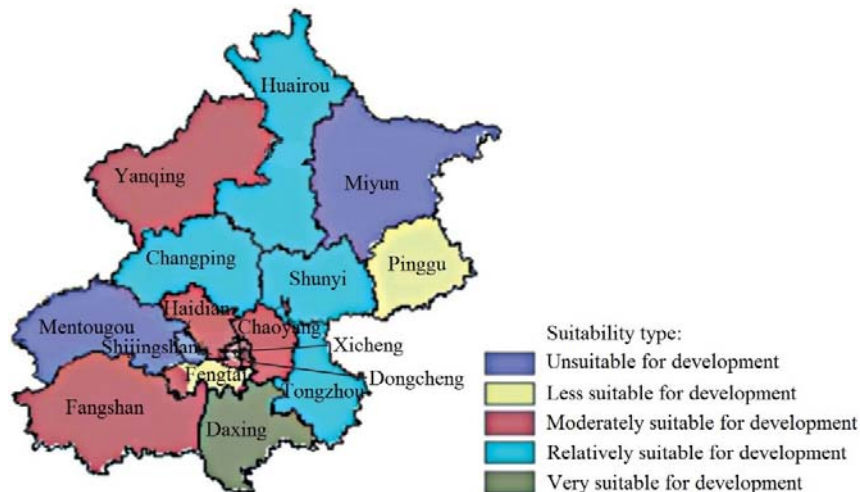 Huairou
Yanqing
Miyun
Changping
Shunyi
Pinggu
Haidian
Mentougou
Chaoyang
Shijingshan
Xicheng
Fengtai
Dongcheng
Tongzhou
Fangshan
Daxing
Suitability type:
Unsuitable for development
Less suitable for development
Moderately suitable for development
Relatively suitable for development
Very suitable for development